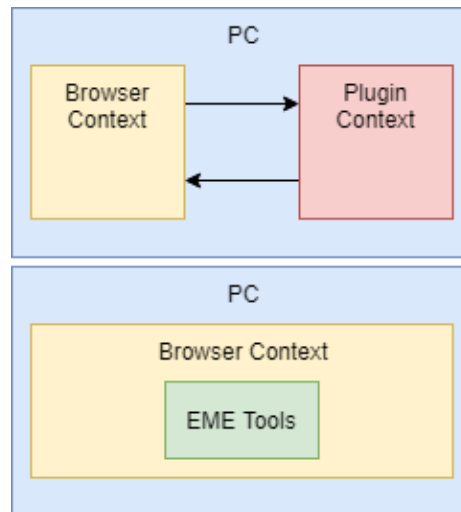 PC
Browser
Context
Plugin
Context
PC
Browser Context
EME Tools